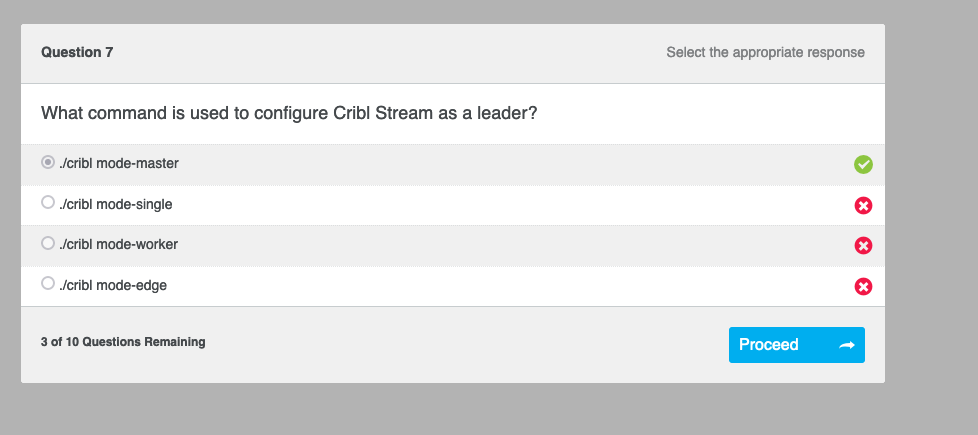 Question 7
Select the appropriate response
What command is used to configure Cribl Stream as a leader?
./cribl mode-master
./cribl mode-single
./cribl mode-worker
./cribl mode-edge
3 of 10 Questions Remaining
Proceed